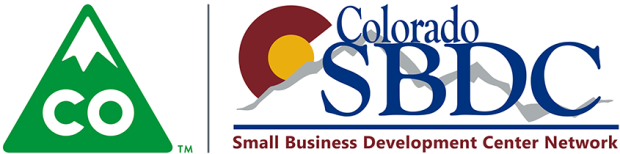 CO
TM
Colorado
SBDC
Small Business Development Center Network